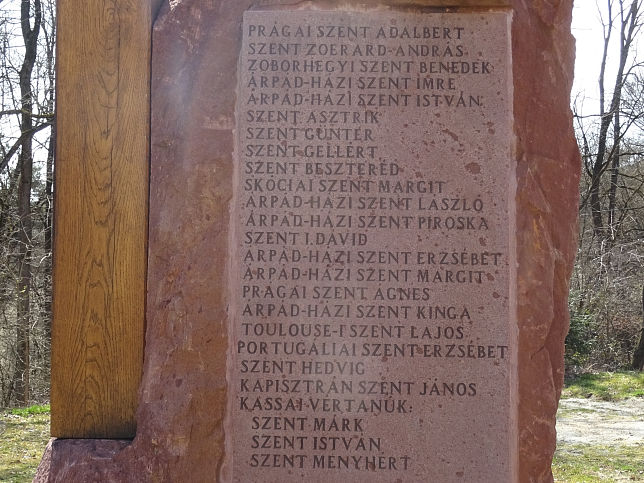 PRÁGAI SZENT ADALBERT
SZENT ZOERARD-ANDRÁS
ZOBORHEGYI SZENT BENEDEK
ÁRPÁD-HÁZI SZENT IMRE
ÁRPÁD-HÁZI SZENT ISTVÁN
SZENT ASZTRIK
SZENT GÜNTER
SZENT GELLÉRT
SZENT BESZTERÉD
SKÓCIAI SZENT MARGIT
ÁRPÁD-HÁZI SZENT LÁSZLÓ
ÁRPÁD-HÁZI SZENT PIROSKA
SZENT I.DÁVID
ÁRPÁD-HÁZI SZENT ERZSÉBET
ÁRPÁD-HÁZI SZENT MARGIT
PRÁGAI SZENT ÁGNES
ÁRPÁD-HÁZI SZENT KINGA
TOULOUSE-I SZENT LAJOS
PORTUGÁLIAI SZENT ERZSÉBET
SZENT HEDVIG
KAPISZTRÁN SZENT JÁNOS
KASSAI VÉRTANÚK:
SZENT MÁRK
SZENT ISTVÁN
SZENT MENYHÉRT